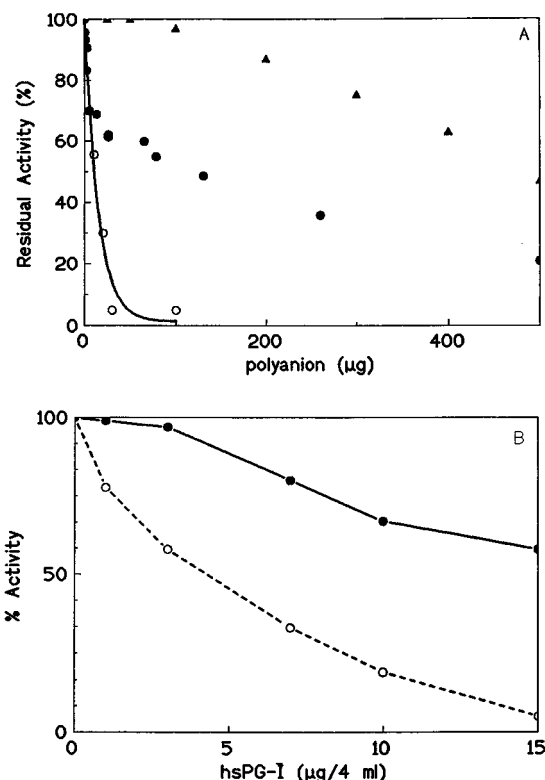 A
100
80
60
40
20
0
Residual Activity (%)
0
200
400
polyanion (µg)
B
100
50
0
% Activity
0
5
10
15
hsPG-I (µg/4 ml)